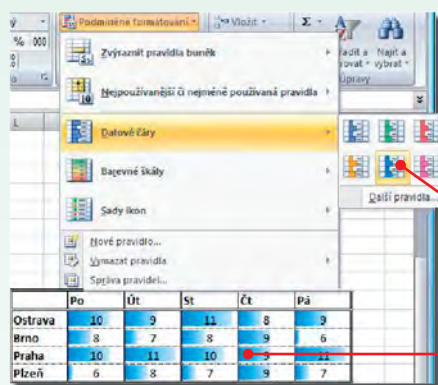 Podmíněné formátování Vložit Σ
% 000
Zvýraznit pravidla buněk
řadit a Najít a
rovat vybrat
Úpravy
Nejpoužívanější či nejméně používaná pravidla
L
Datové čáry
Barevné škály
Další pravidla...
Sady ikon
Nové pravidlo...
Vymazat pravidla
Správa pravidel...
Po Út St Čt Pá
Ostrava 10 9 11 8 9
Brno 8 7 8 9 6
Praha 10 11 10 11
Plzeň 6 8 7 9 7